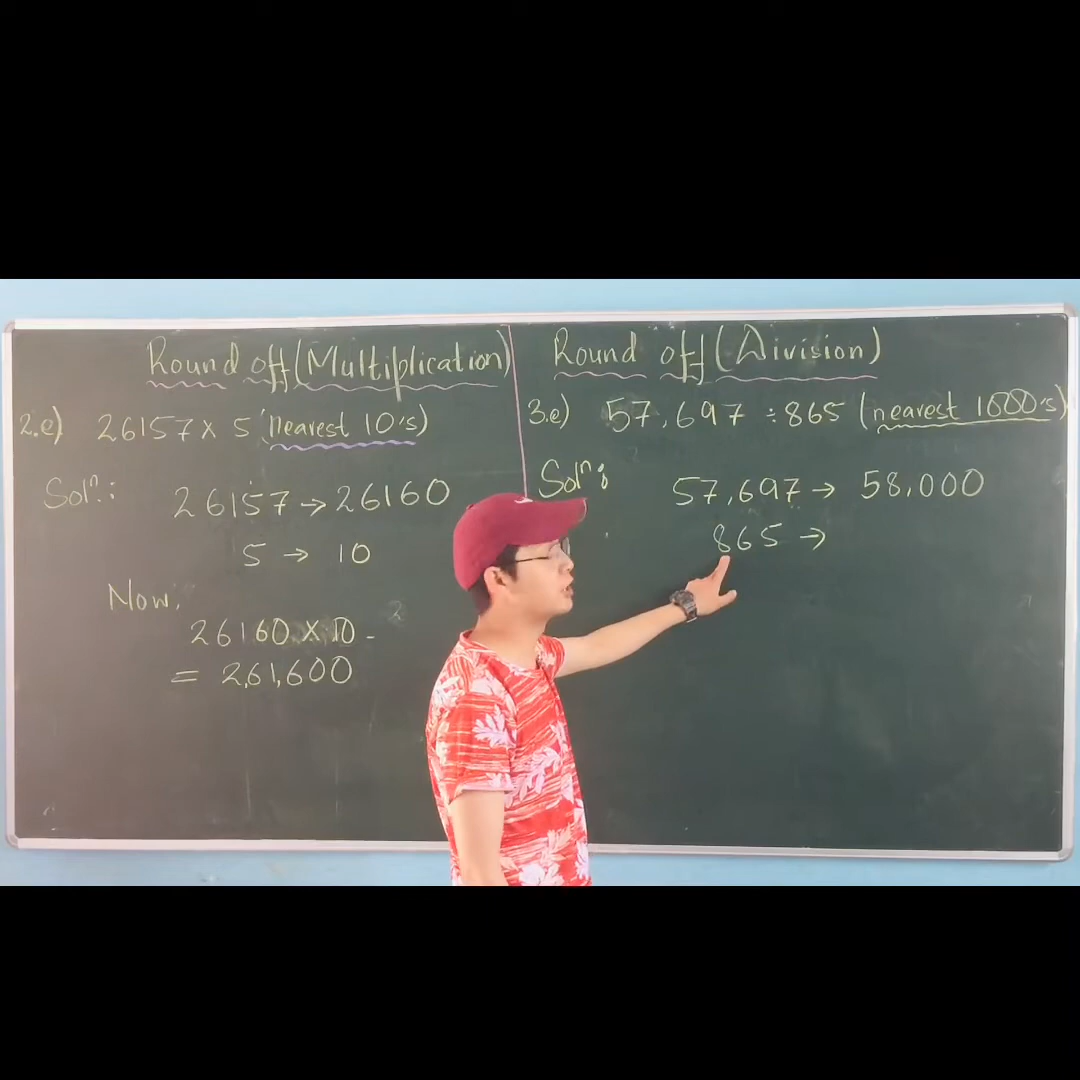 Round off (Multiplication)
2.e) 26157 x 5 (nearest 10's)
Solⁿ.:
26157 → 26160
5 → 10
Now,
26160 x 10
= 2,61,600
Round off (Division)
3.e) 57,697 ÷ 865 (nearest 1000's)
Solⁿ:
57,697 → 58,000
865 →